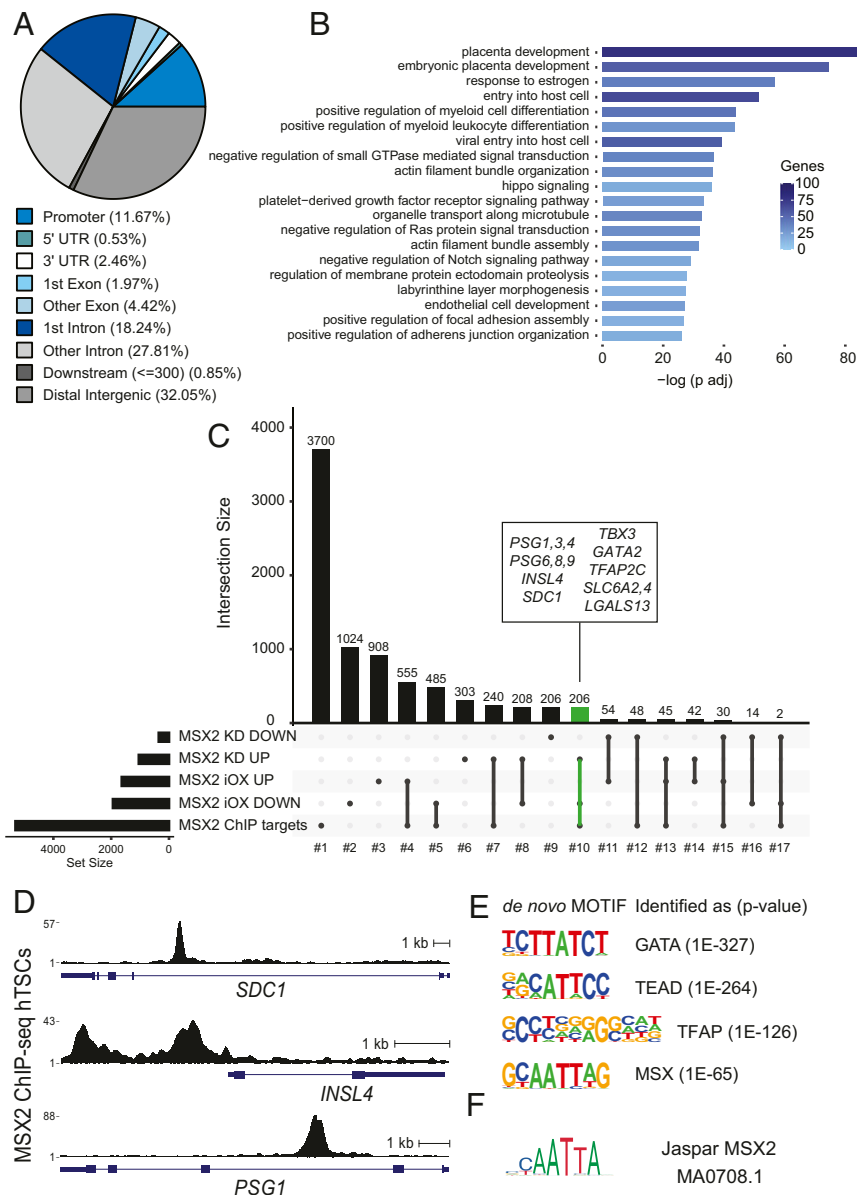 A
Promoter (11.67%)
5' UTR (0.53%)
3' UTR (2.46%)
1st Exon (1.97%)
Other Exon (4.42%)
1st Intron (18.24%)
Other Intron (27.81%)
Downstream (<=300) (0.85%)
Distal Intergenic (32.05%)
B
placenta development
embryonic placenta development
response to estrogen
entry into host cell
positive regulation of myeloid cell differentiation
positive regulation of myeloid leukocyte differentiation
viral entry into host cell
negative regulation of small GTPase mediated signal transduction
actin filament bundle organization
hippo signaling
platelet-derived growth factor receptor signaling pathway
organelle transport along microtubule
negative regulation of Ras protein signal transduction
actin filament bundle assembly
negative regulation of Notch signaling pathway
regulation of membrane protein ectodomain proteolysis
labyrinthine layer morphogenesis
endothelial cell development
positive regulation of focal adhesion assembly
positive regulation of adherens junction organization
0 20 40 60 80
−log (p adj)
Genes
100
75
50
25
0
C
Intersection Size
4000
3000
2000
1000
0
3700 1024 908 555 485 303 240 208 206 206 54 48 45 42 30 14 2
PSG1,3,4
PSG6,8,9
INSL4
SDC1
TBX3
GATA2
TFAP2C
SLC6A2,4
LGALS13
MSX2 KD DOWN
MSX2 KD UP
MSX2 iOX UP
MSX2 iOX DOWN
MSX2 ChIP targets
4000 2000 0
Set Size
#1 #2 #3 #4 #5 #6 #7 #8 #9 #10 #11 #12 #13 #14 #15 #16 #17
D
MSX2 ChIP-seq hTSCs
57
1
1 kb
SDC1
43
1
1 kb
INSL4
88
1
1 kb
PSG1
E
de novo MOTIF Identified as (p-value)
GATA (1E-327)
TEAD (1E-264)
TFAP (1E-126)
MSX (1E-65)
F
Jaspar MSX2
MA0708.1